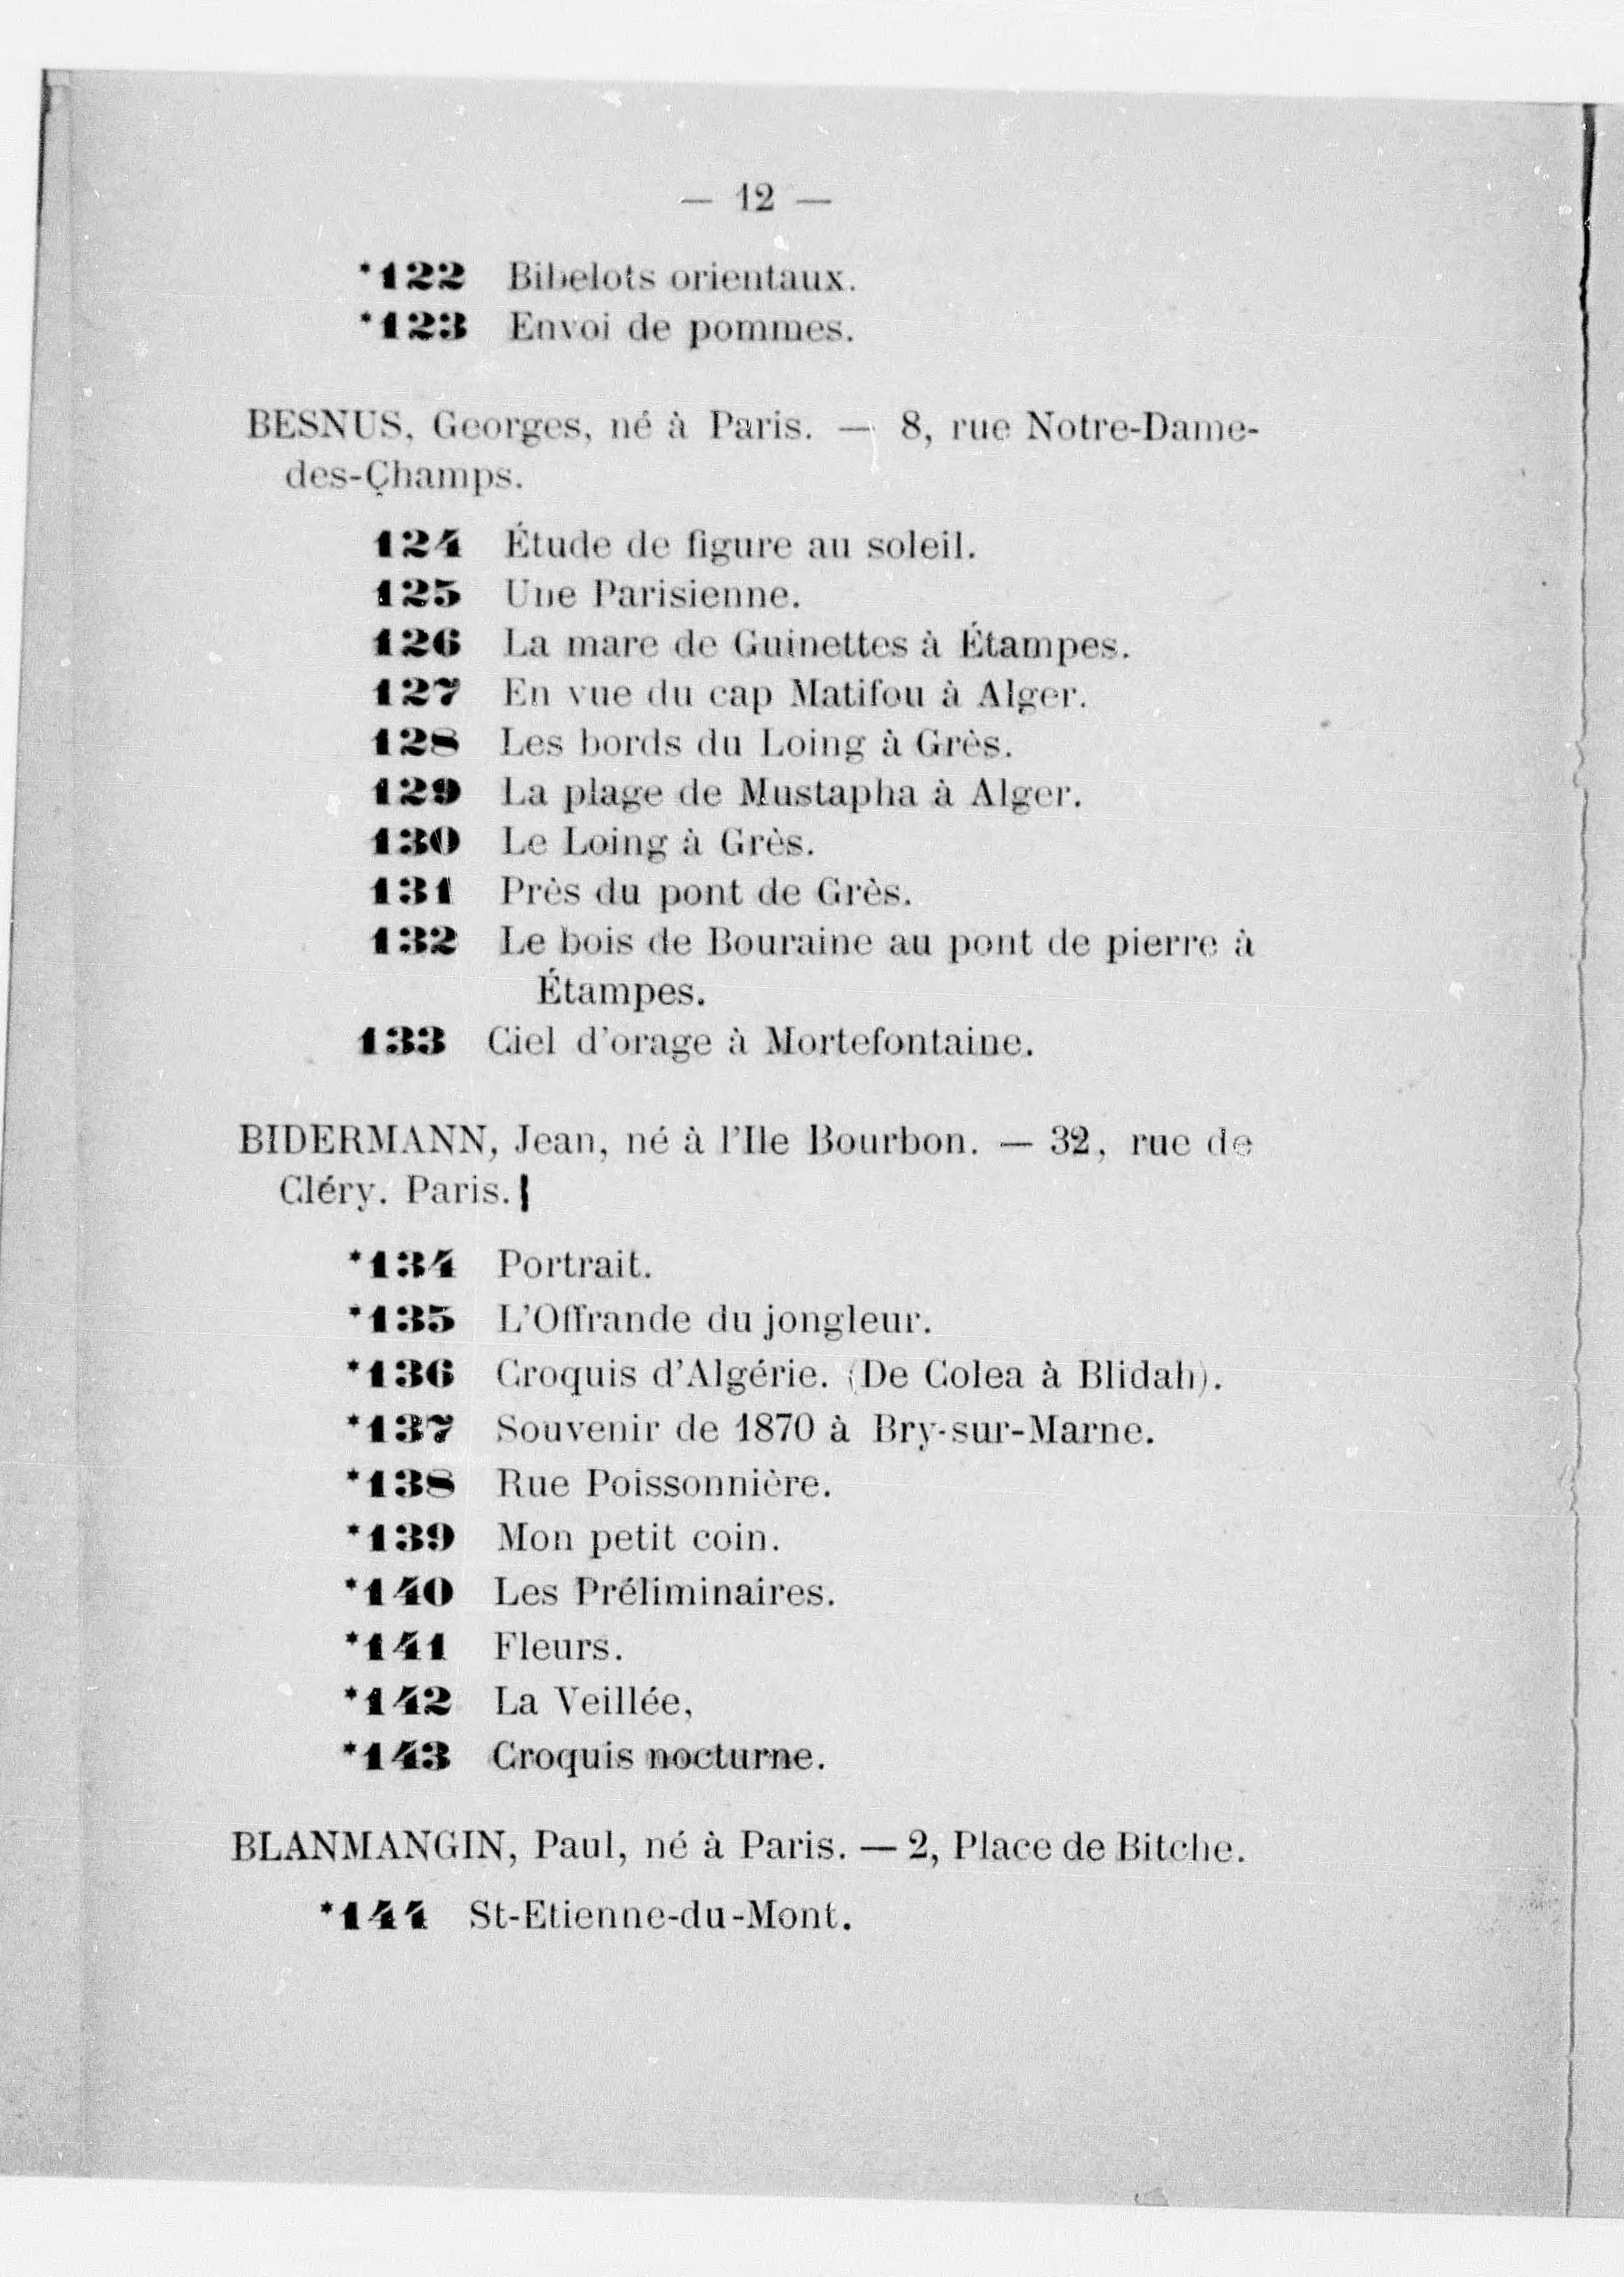 — 12 —
*122 Bibelots orientaux.
*123 Envoi de pommes.
BESNUS, Georges, né à Paris. — 8, rue Notre-Dame-
des-Champs.
124 Étude de figure au soleil.
125 Une Parisienne.
126 La mare de Guinettes à Étampes.
127 En vue du cap Matifou à Alger.
128 Les bords du Loing à Grès.
129 La plage de Mustapha à Alger.
130 Le Loing à Grès.
131 Près du pont de Grès.
132 Le bois de Bouraine au pont de pierre à
Étampes.
133 Ciel d'orage à Mortefontaine.
BIDERMANN, Jean, né à l'Ile Bourbon. — 32, rue de
Cléry. Paris.
*134 Portrait.
*135 L'Offrande du jongleur.
*136 Croquis d'Algérie. (De Colea à Blidah).
*137 Souvenir de 1870 à Bry-sur-Marne.
*138 Rue Poissonnière.
*139 Mon petit coin.
*140 Les Préliminaires.
*141 Fleurs.
*142 La Veillée,
*143 Croquis nocturne.
BLANMANGIN, Paul, né à Paris. — 2, Place de Bitche.
*144 St-Etienne-du-Mont.